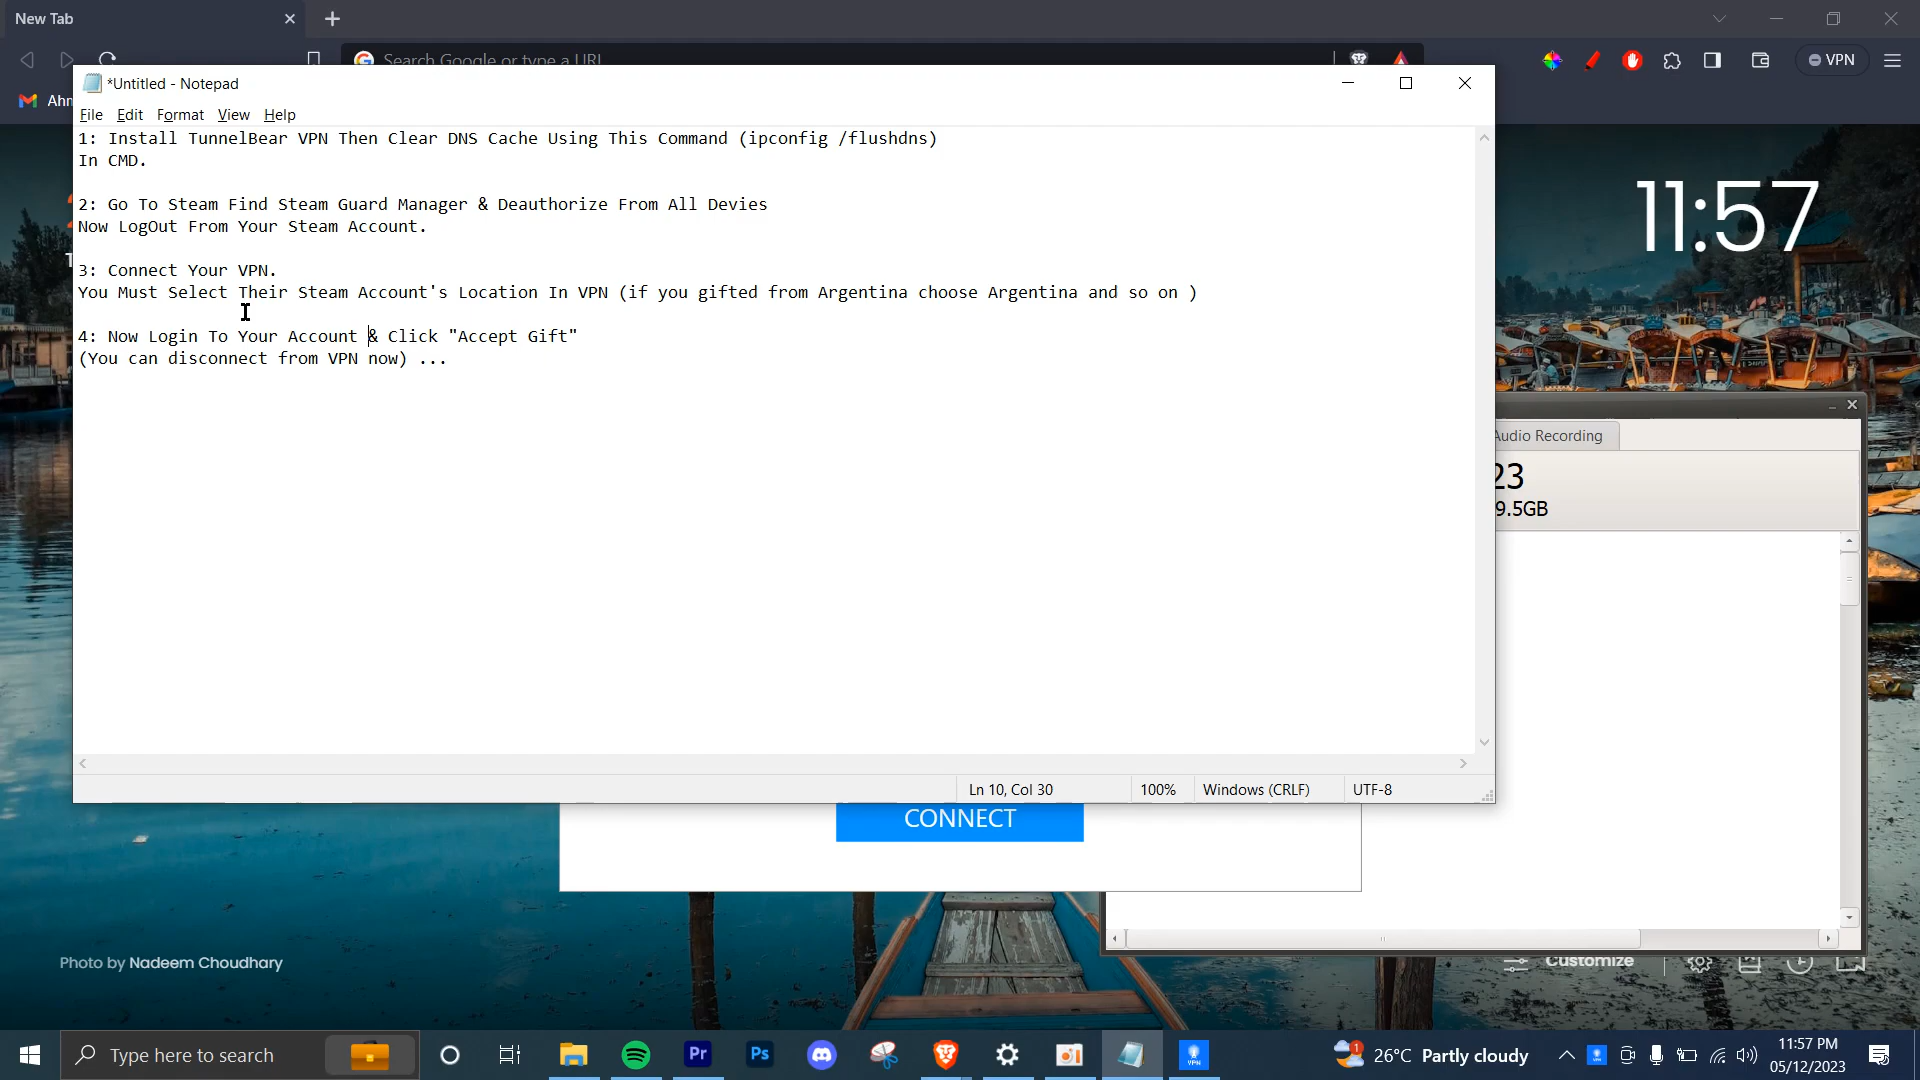 New Tab
Search Google or type a URL
VPN
*Untitled - Notepad
File Edit Format View Help
1: Install TunnelBear VPN Then Clear DNS Cache Using This Command (ipconfig /flushdns)
In CMD.
2: Go To Steam Find Steam Guard Manager & Deauthorize From All Devies
Now LogOut From Your Steam Account.
3: Connect Your VPN.
You Must Select Their Steam Account's Location In VPN (if you gifted from Argentina choose Argentina and so on )
4: Now Login To Your Account & Click "Accept Gift"
(You can disconnect from VPN now) ...
Ln 10, Col 30
100%
Windows (CRLF)
UTF-8
11:57
Audio Recording
23
9.5GB
CONNECT
Photo by Nadeem Choudhary
Customize
Type here to search
Pr
Ps
VPN
1
26°C Partly cloudy
11:57 PM
05/12/2023